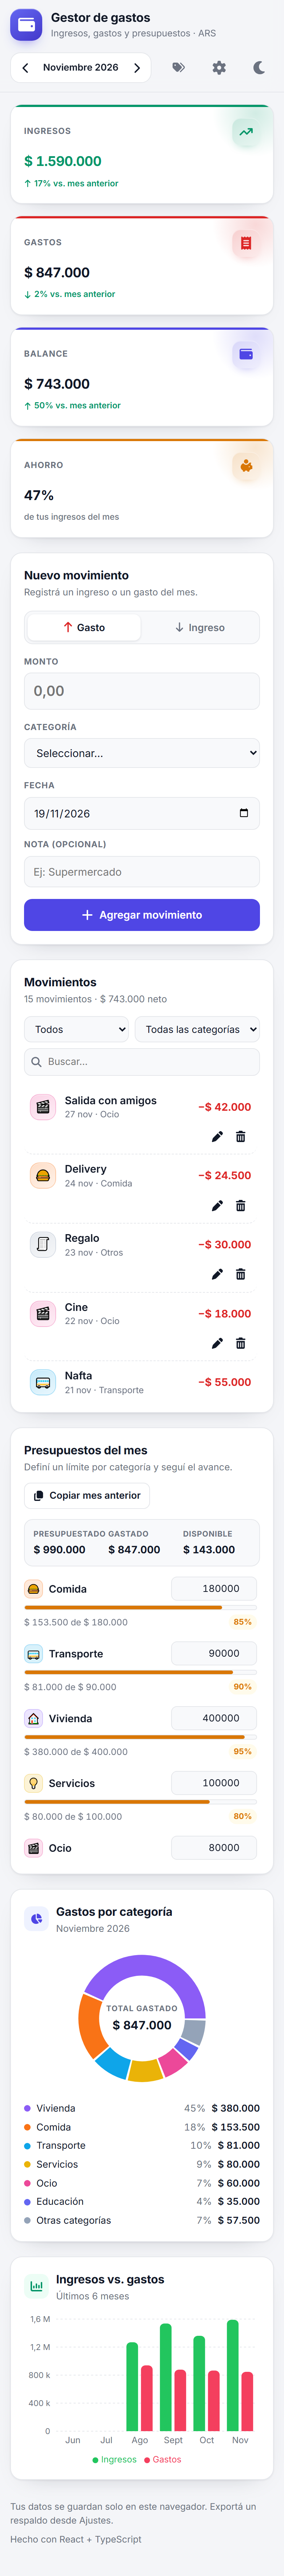 Gestor de gastos
Ingresos, gastos y presupuestos · ARS
Noviembre 2026
INGRESOS
$ 1.590.000
↑ 17% vs. mes anterior
GASTOS
$ 847.000
↓ 2% vs. mes anterior
BALANCE
$ 743.000
↑ 50% vs. mes anterior
AHORRO
47%
de tus ingresos del mes
Nuevo movimiento
Registrá un ingreso o un gasto del mes.
↑ Gasto ↓ Ingreso
MONTO
0,00
CATEGORÍA
Seleccionar...
FECHA
19/11/2026
NOTA (OPCIONAL)
Ej: Supermercado
+ Agregar movimiento
Movimientos
15 movimientos · $ 743.000 neto
Todos Todas las categorías
Buscar...
Salida con amigos −$ 42.000
27 nov · Ocio
Delivery −$ 24.500
24 nov · Comida
Regalo −$ 30.000
23 nov · Otros
Cine −$ 18.000
22 nov · Ocio
Nafta −$ 55.000
21 nov · Transporte
Presupuestos del mes
Definí un límite por categoría y seguí el avance.
Copiar mes anterior
PRESUPUESTADO GASTADO DISPONIBLE
$ 990.000 $ 847.000 $ 143.000
Comida 180000
$ 153.500 de $ 180.000 85%
Transporte 90000
$ 81.000 de $ 90.000 90%
Vivienda 400000
$ 380.000 de $ 400.000 95%
Servicios 100000
$ 80.000 de $ 100.000 80%
Ocio 80000
Gastos por categoría
Noviembre 2026
TOTAL GASTADO
$ 847.000
Vivienda 45% $ 380.000
Comida 18% $ 153.500
Transporte 10% $ 81.000
Servicios 9% $ 80.000
Ocio 7% $ 60.000
Educación 4% $ 35.000
Otras categorías 7% $ 57.500
Ingresos vs. gastos
Últimos 6 meses
1,6 M
1,2 M
800 k
400 k
0
Jun Jul Ago Sept Oct Nov
Ingresos Gastos
Tus datos se guardan solo en este navegador. Exportá un
respaldo desde Ajustes.
Hecho con React + TypeScript